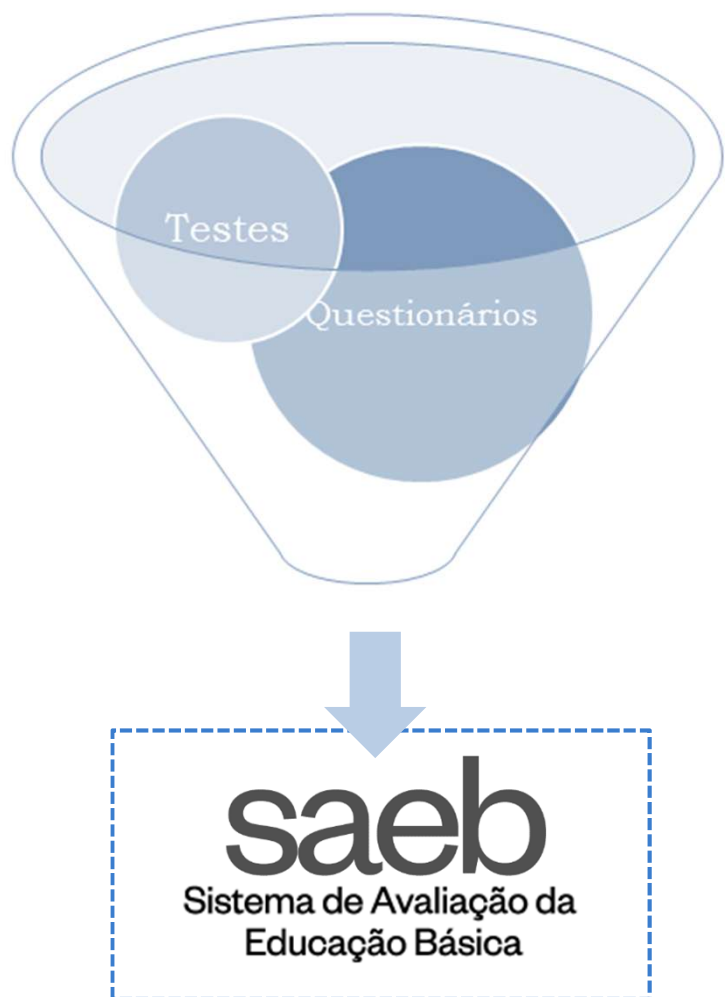 Testes
Questionários
saeb
Sistema de Avaliação da
Educação Básica